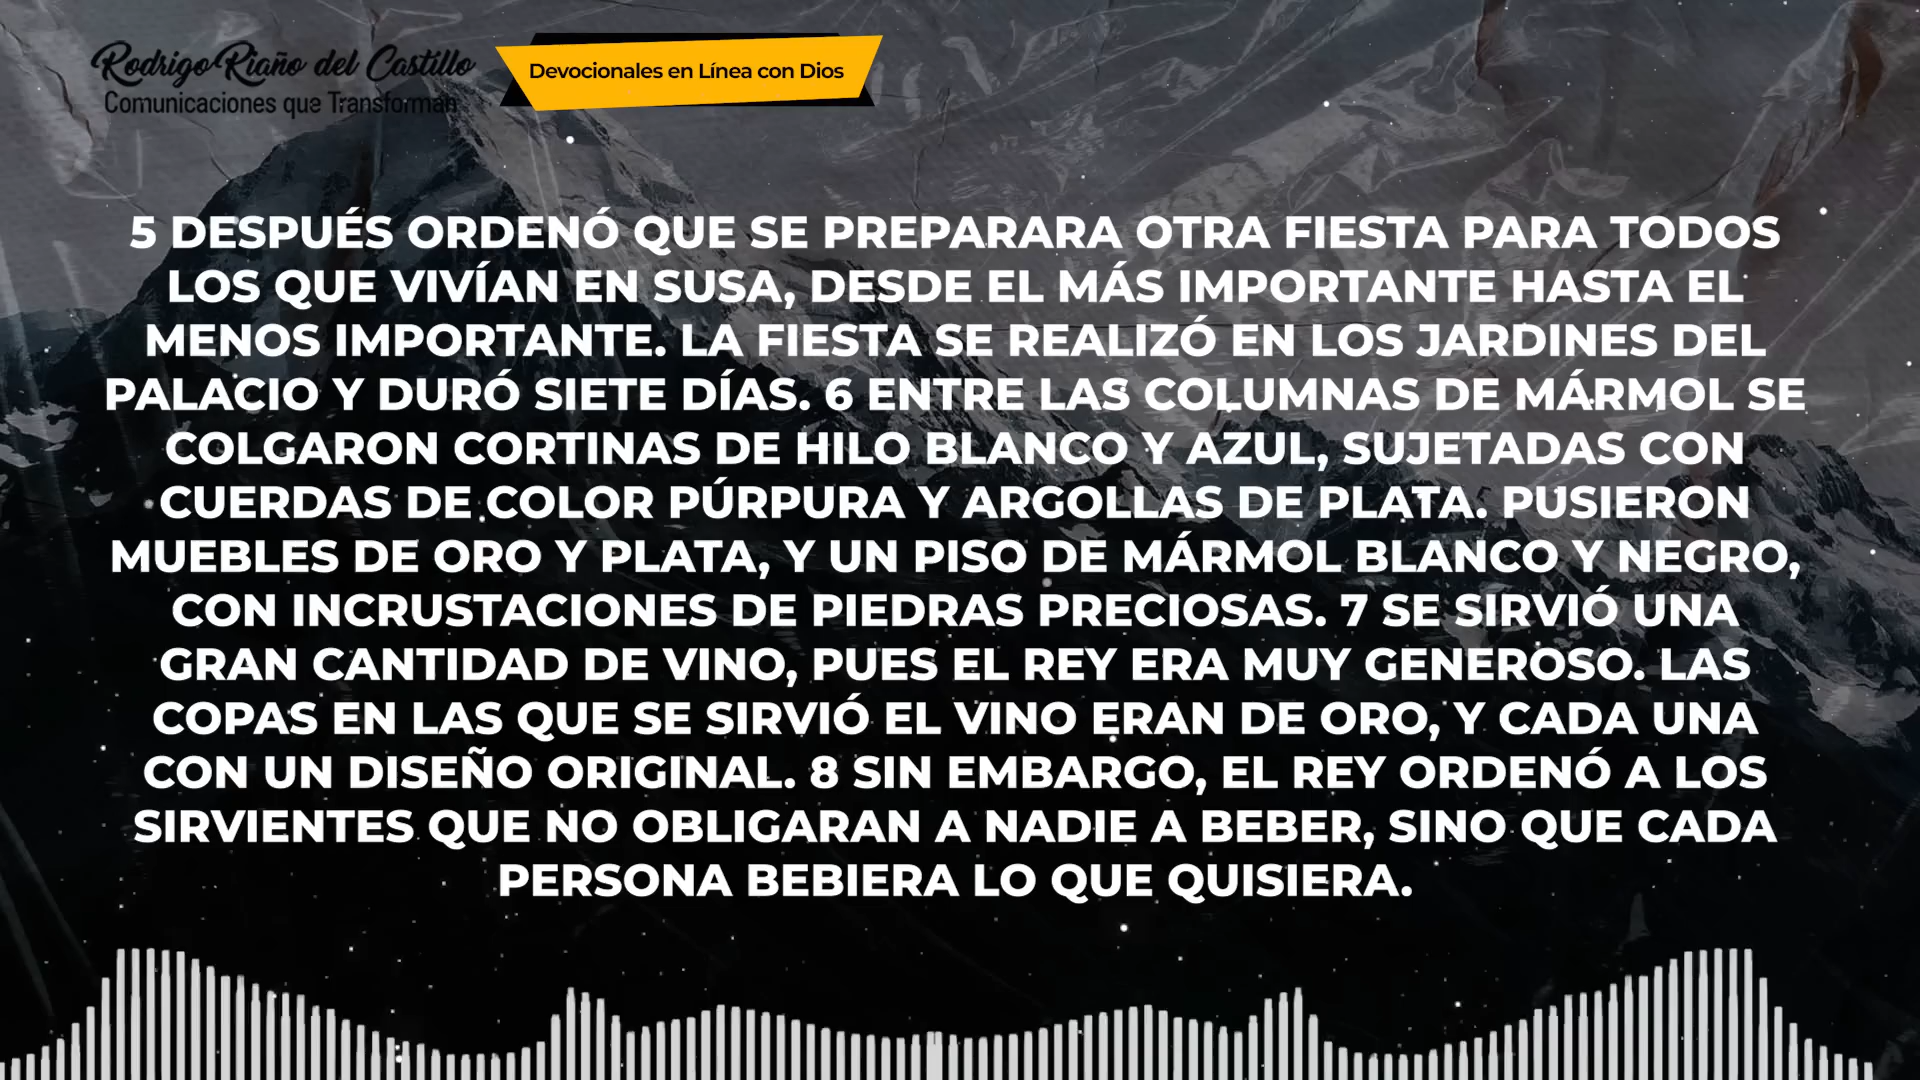 Rodrigo Riaño del Castillo
Comunicaciones que Transforman
Devocionales en Línea con Dios
5 DESPUÉS ORDENÓ QUE SE PREPARARA OTRA FIESTA PARA TODOS
LOS QUE VIVÍAN EN SUSA, DESDE EL MÁS IMPORTANTE HASTA EL
MENOS IMPORTANTE. LA FIESTA SE REALIZÓ EN LOS JARDINES DEL
PALACIO Y DURÓ SIETE DÍAS. 6 ENTRE LAS COLUMNAS DE MÁRMOL SE
COLGARON CORTINAS DE HILO BLANCO Y AZUL, SUJETADAS CON
CUERDAS DE COLOR PÚRPURA Y ARGOLLAS DE PLATA. PUSIERON
MUEBLES DE ORO Y PLATA, Y UN PISO DE MÁRMOL BLANCO Y NEGRO,
CON INCRUSTACIONES DE PIEDRAS PRECIOSAS. 7 SE SIRVIÓ UNA
GRAN CANTIDAD DE VINO, PUES EL REY ERA MUY GENEROSO. LAS
COPAS EN LAS QUE SE SIRVIÓ EL VINO ERAN DE ORO, Y CADA UNA
CON UN DISEÑO ORIGINAL. 8 SIN EMBARGO, EL REY ORDENÓ A LOS
SIRVIENTES QUE NO OBLIGARAN A NADIE A BEBER, SINO QUE CADA
PERSONA BEBIERA LO QUE QUISIERA.